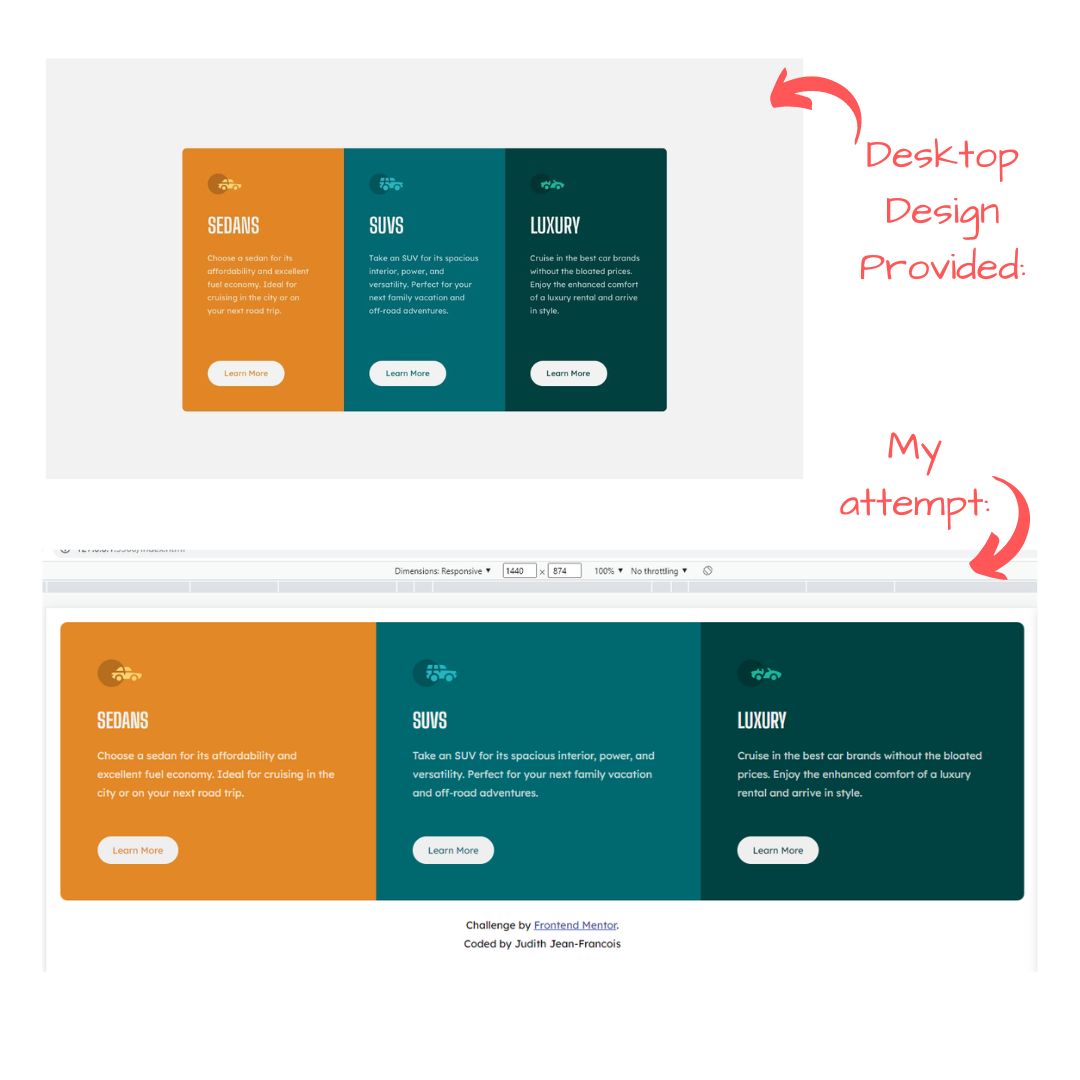 Desktop
Design
Provided:
SEDANS
Choose a sedan for its
affordability and excellent
fuel economy. Ideal for
cruising in the city or on
your next road trip.
Learn More
SUVS
Take an SUV for its spacious
interior, power, and
versatility. Perfect for your
next family vacation and
off-road adventures.
Learn More
LUXURY
Cruise in the best car brands
without the bloated prices.
Enjoy the enhanced comfort
of a luxury rental and arrive
in style.
Learn More
My
attempt:
Dimensions: Responsive ▼ 1440 x 874 100% ▼ No throttling ▼
SEDANS
Choose a sedan for its affordability and
excellent fuel economy. Ideal for cruising in the
city or on your next road trip.
Learn More
SUVS
Take an SUV for its spacious interior, power, and
versatility. Perfect for your next family vacation
and off-road adventures.
Learn More
LUXURY
Cruise in the best car brands without the bloated
prices. Enjoy the enhanced comfort of a luxury
rental and arrive in style.
Learn More
Challenge by Frontend Mentor.
Coded by Judith Jean-Francois